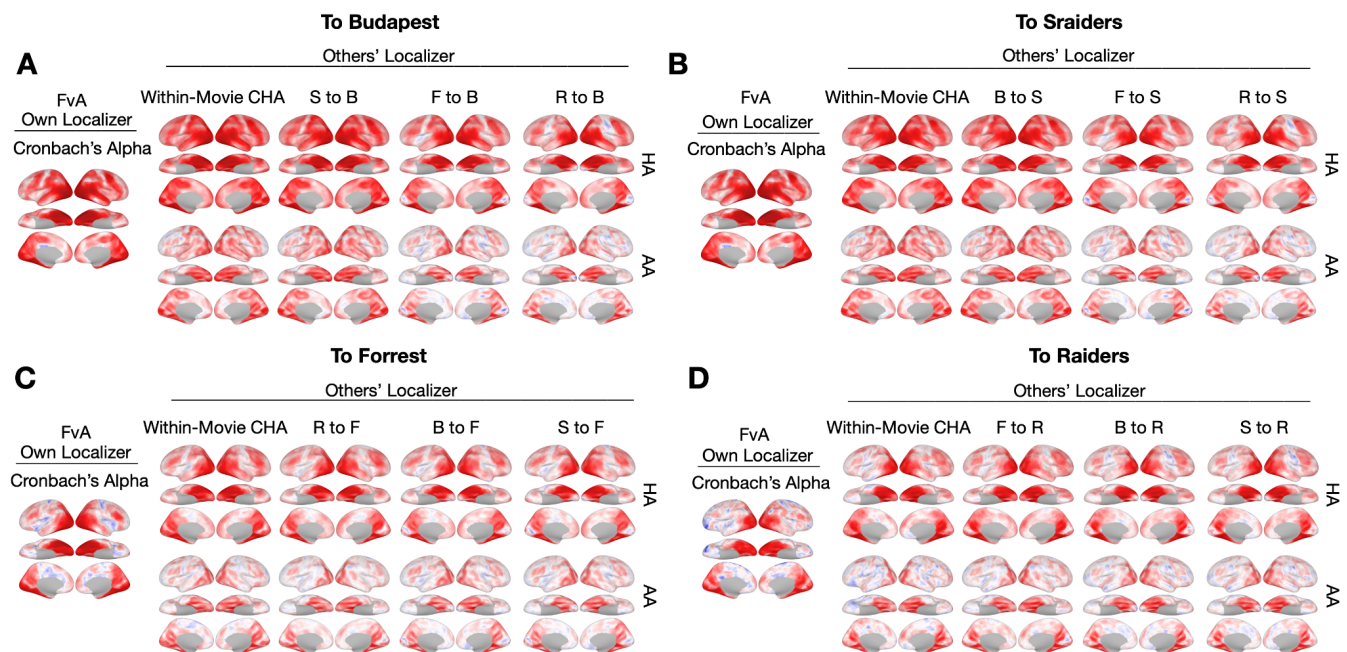 To Budapest
A
Others' Localizer
FvA
Own Localizer
Cronbach's Alpha
Within-Movie CHA
S to B
F to B
R to B
HA
AA
To Sraiders
B
Others' Localizer
FvA
Own Localizer
Cronbach's Alpha
Within-Movie CHA
B to S
F to S
R to S
HA
AA
To Forrest
C
Others' Localizer
FvA
Own Localizer
Cronbach's Alpha
Within-Movie CHA
R to F
B to F
S to F
HA
AA
To Raiders
D
Others' Localizer
FvA
Own Localizer
Cronbach's Alpha
Within-Movie CHA
F to R
B to R
S to R
HA
AA